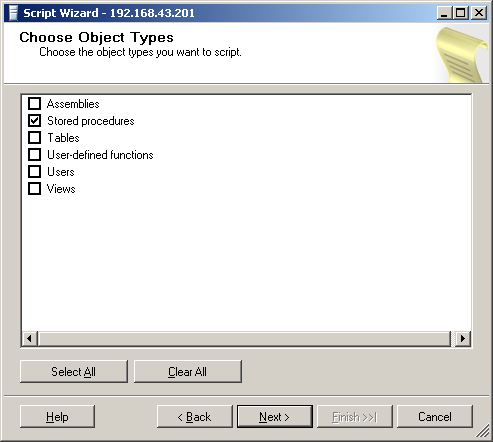 Script Wizard - 192.168.43.201
Choose Object Types
Choose the object types you want to script.
Assemblies
Stored procedures
Tables
User-defined functions
Users
Views
Select All
Clear All
Help
< Back
Next >
Finish >>|
Cancel